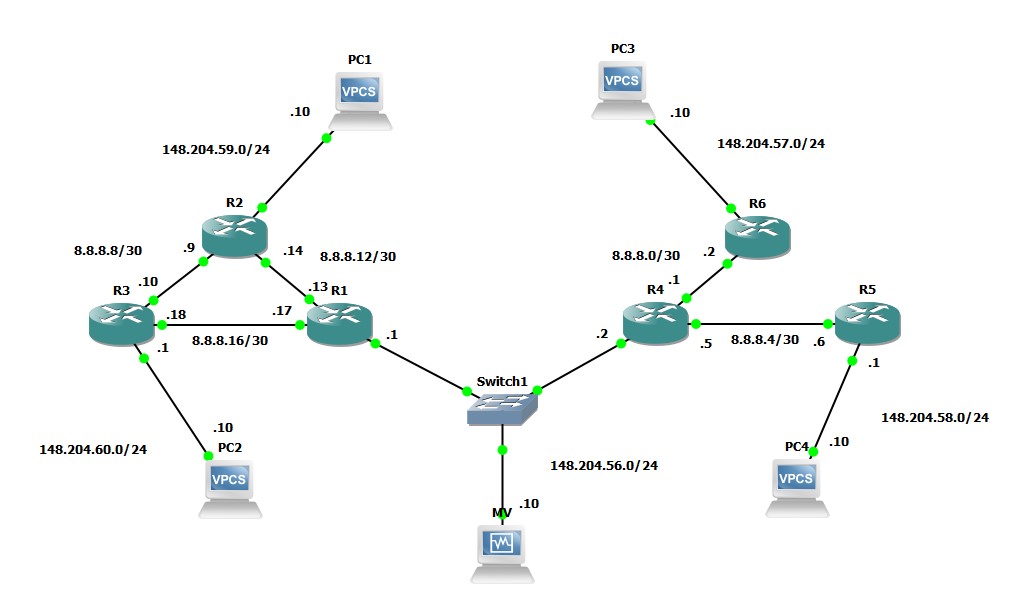 PC3
PC1
VPCS
VPCS
.10
.10
148.204.59.0/24
148.204.57.0/24
R2
R6
8.8.8.8/30
.9
.14
8.8.8.12/30
8.8.8.0/30
.2
.10
.13
.1
R3
R1
R4
R5
.18
.17
8.8.8.16/30
.1
.1
.2
.5
8.8.8.4/30
.6
.1
Switch1
148.204.58.0/24
.10
.10
148.204.60.0/24
PC2
PC4
148.204.56.0/24
VPCS
VPCS
MV
.10